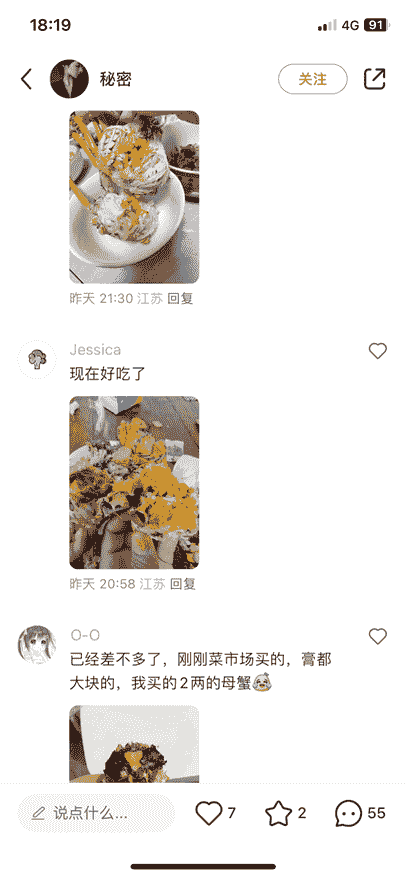 18:19
4G 91
秘密
关注
昨天 21:30 江苏 回复
Jessica
现在好吃了
昨天 20:58 江苏 回复
O-O
已经差不多了，刚刚菜市场买的，膏都
大块的，我买的2两的母蟹
说点什么...
7
2
55